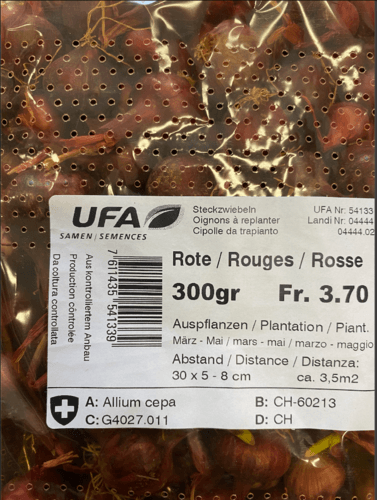 UFA
SAMEN / SEMENCES
Steckzwiebeln
Oignons à replanter
Cipolle da trapianto
UFA Nr: 54133
Landi Nr: 04444
04444.02
Rote / Rouges / Rosse
300gr Fr. 3.70
Auspflanzen / Plantation / Piant.
März - Mai / mars - mai / marzo - maggio
Abstand / Distance / Distanza:
30 x 5 - 8 cm ca. 3,5m2
7 611435 541339
Aus kontrolliertem Anbau
Production contrôlée
Da coltura controllata
A: Allium cepa B: CH-60213
C: G4027.011 D: CH